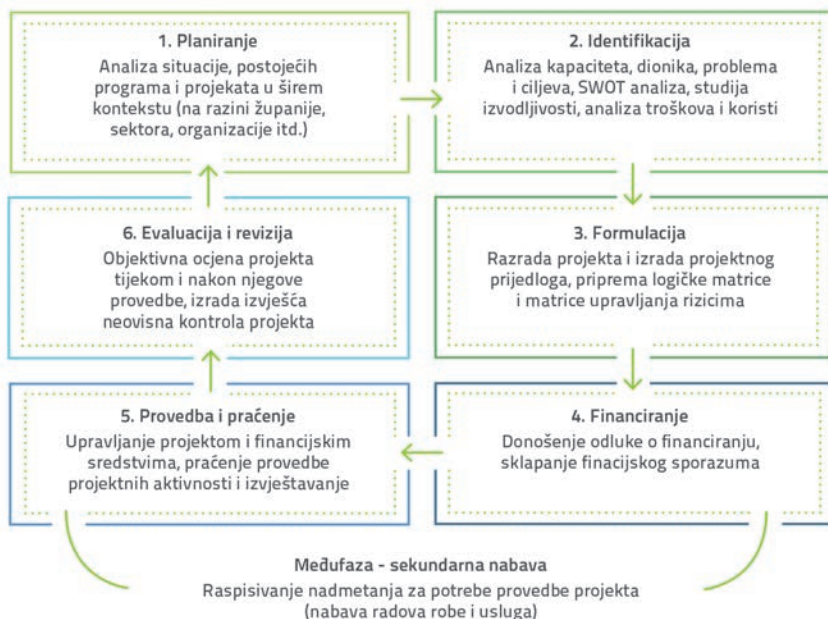 1. Planiranje
Analiza situacije, postojećih
programa i projekata u širem
kontekstu (na razini županije,
sektora, organizacije itd.)
2. Identifikacija
Analiza kapaciteta, dionika, problema
i ciljeva, SWOT analiza, studija
izvodljivosti, analiza troškova i koristi
3. Formulacija
Razrada projekta i izrada projektnog
prijedloga, priprema logičke matrice
i matrice upravljanja rizicima
4. Financiranje
Donošenje odluke o financiranju,
sklapanje finacijskog sporazuma
5. Provedba i praćenje
Upravljanje projektom i financijskim
sredstvima, praćenje provedbe
projektnih aktivnosti i izvještavanje
6. Evaluacija i revizija
Objektivna ocjena projekta
tijekom i nakon njegove
provedbe, izrada izvješća
neovisna kontrola projekta
Međufaza - sekundarna nabava
Raspisivanje nadmetanja za potrebe provedbe projekta
(nabava radova robe i usluga)